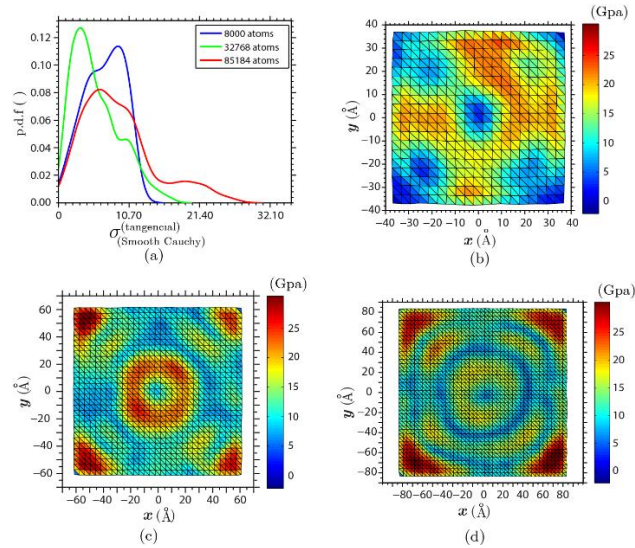 0.12
0.10
0.08
0.06
0.04
0.02
0.00
p.d.f ( )
8000 atoms
32768 atoms
85184 atoms
0 10.70 21.40 32.10
σ(tangencial)
(Smooth Cauchy)
(a)
(Gpa)
40
30
20
10
0
−10
−20
−30
−40
y (Å)
−40 −30 −20 −10 0 10 20 30 40
x (Å)
25
20
15
10
5
0
(b)
(Gpa)
60
40
20
0
−20
−40
−60
y (Å)
−60 −40 −20 0 20 40 60
x (Å)
25
20
15
10
5
0
(c)
(Gpa)
80
60
40
20
0
−20
−40
−60
−80
y (Å)
−80 −60 −40 −20 0 20 40 60 80
x (Å)
25
20
15
10
5
0
(d)